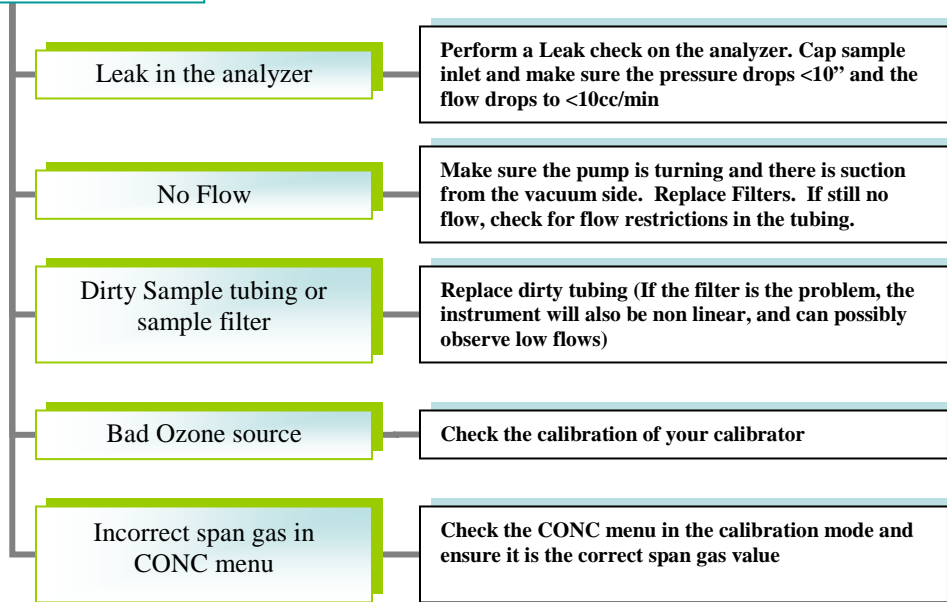 Leak in the analyzer
Perform a Leak check on the analyzer. Cap sample
inlet and make sure the pressure drops <10” and the
flow drops to <10cc/min
No Flow
Make sure the pump is turning and there is suction
from the vacuum side.  Replace Filters.  If still no
flow, check for flow restrictions in the tubing.
Dirty Sample tubing or
sample filter
Replace dirty tubing (If the filter is the problem, the
instrument will also be non linear, and can possibly
observe low flows)
Bad Ozone source
Check the calibration of your calibrator
Incorrect span gas in
CONC menu
Check the CONC menu in the calibration mode and
ensure it is the correct span gas value